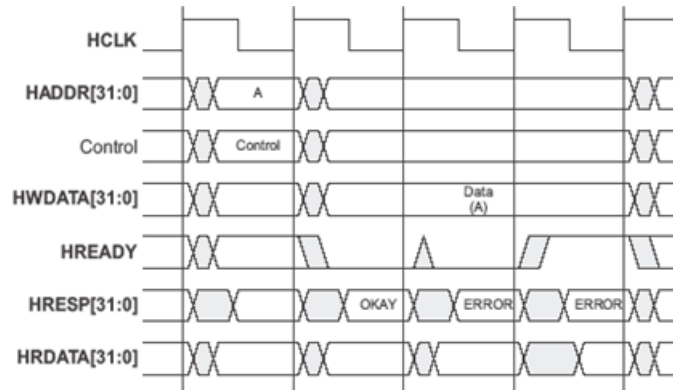 HCLK
HADDR[31:0] A
Control Control
HWDATA[31:0] Data
(A)
HREADY
HRESP[31:0] OKAY ERROR ERROR
HRDATA[31:0]